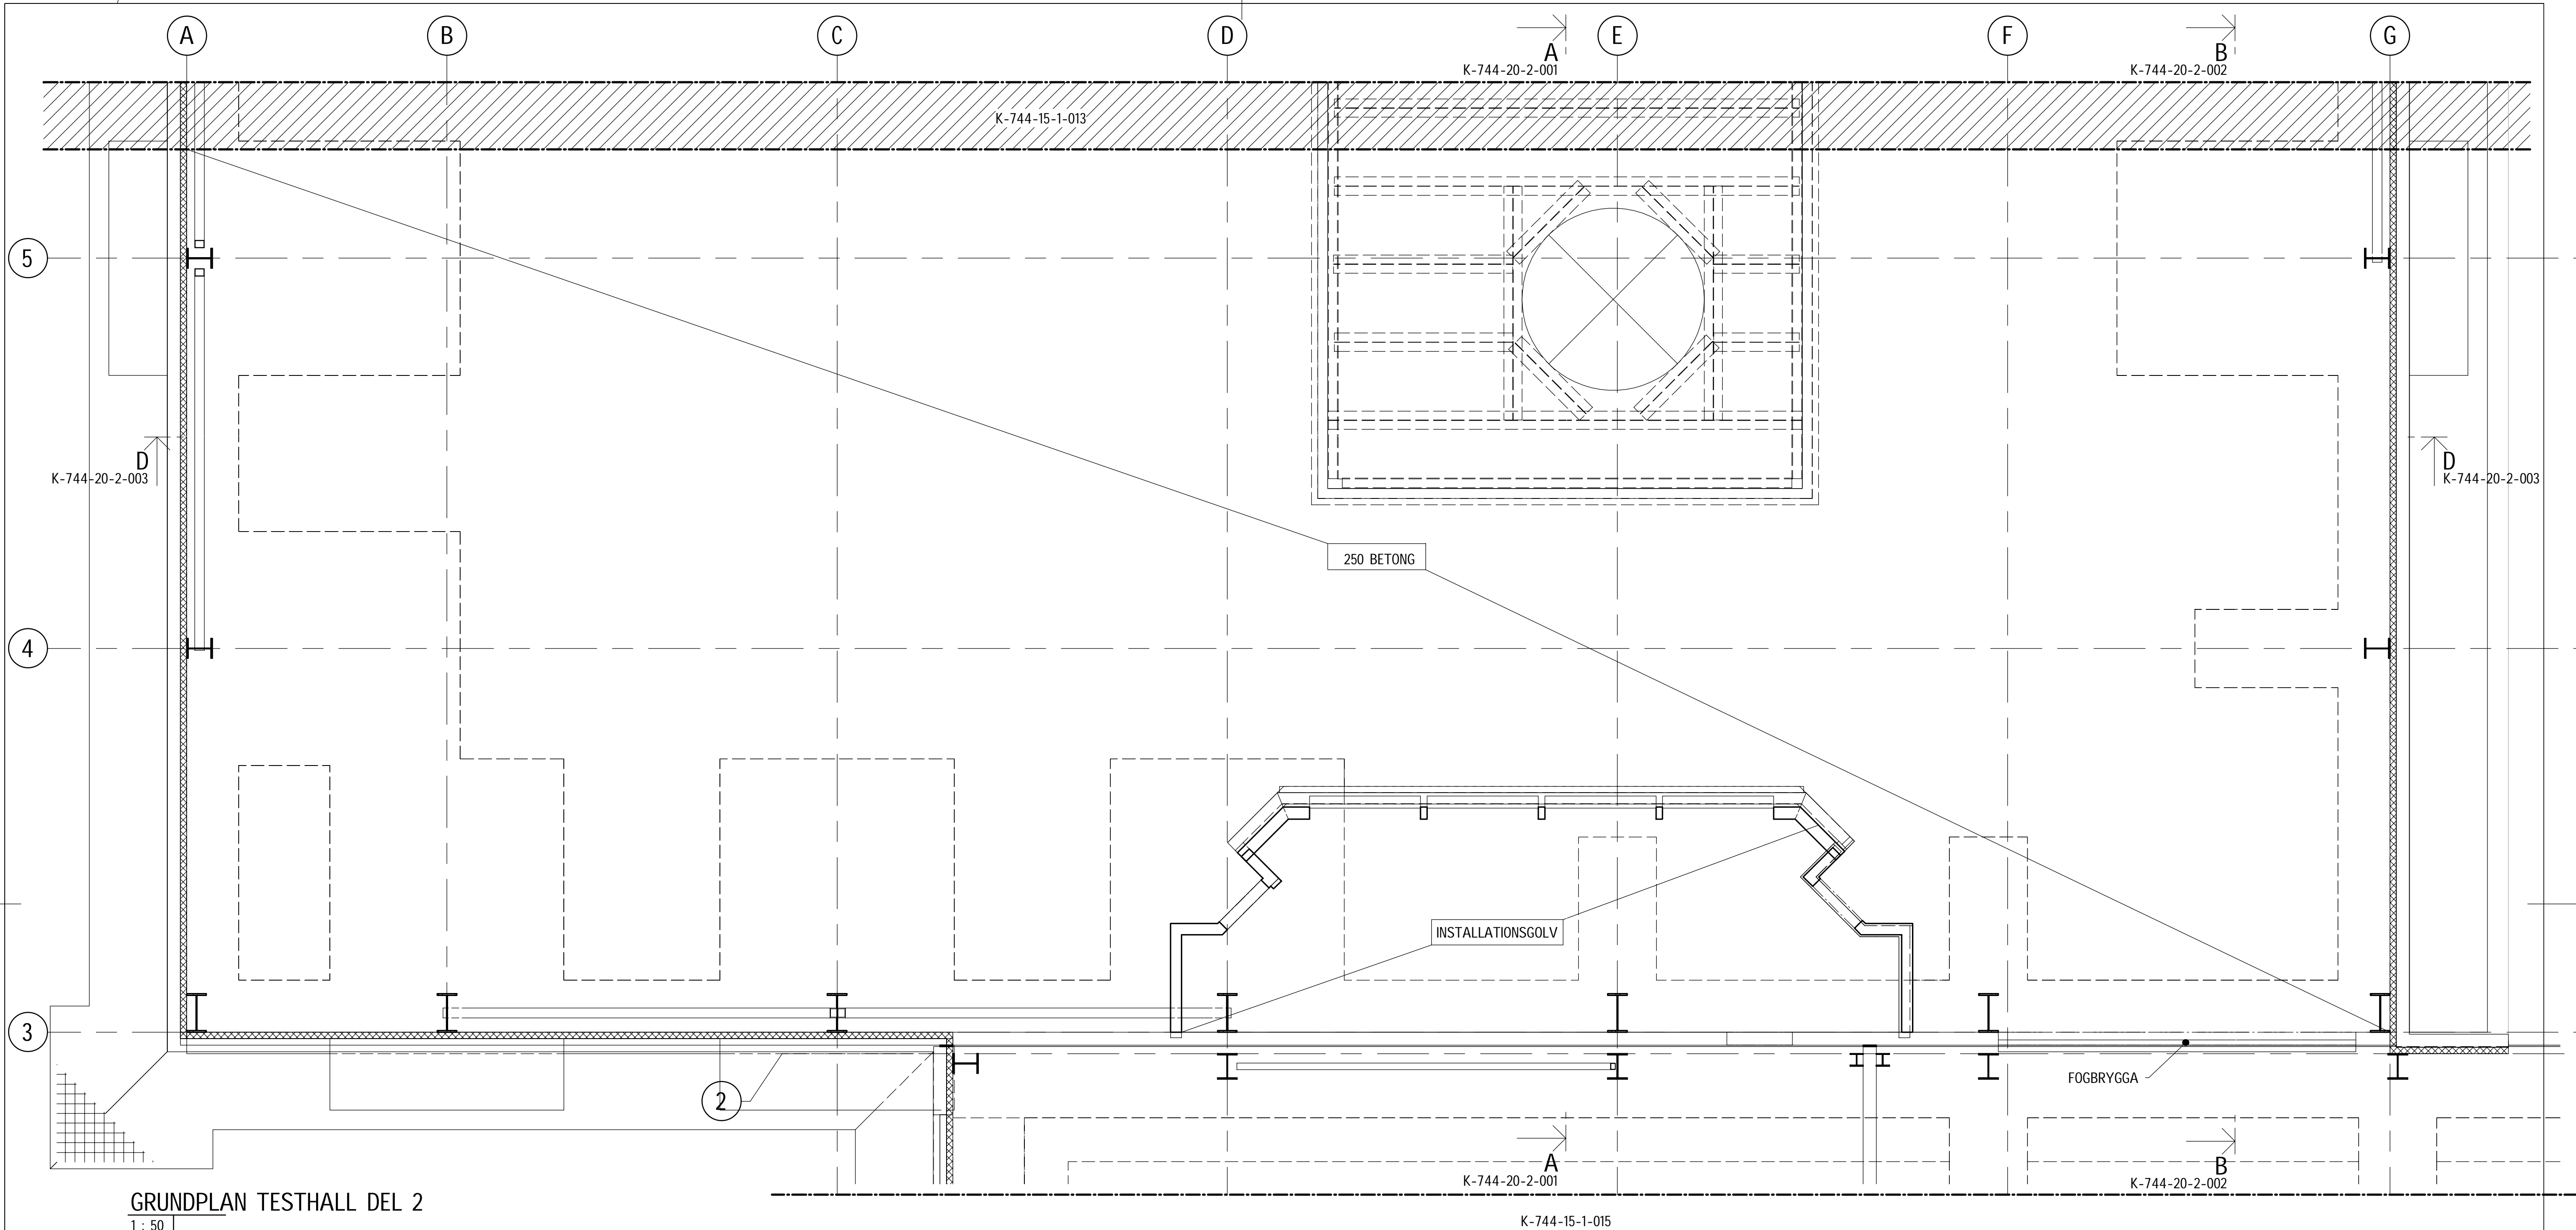 A
B
C
D
E
F
G
A
K-744-20-2-001
B
K-744-20-2-002
K-744-15-1-013
5
D
K-744-20-2-003
D
K-744-20-2-003
250 BETONG
4
INSTALLATIONSGOLV
3
2
FOGBRYGGA
A
K-744-20-2-001
B
K-744-20-2-002
GRUNDPLAN TESTHALL DEL 2
1 : 50
K-744-15-1-015